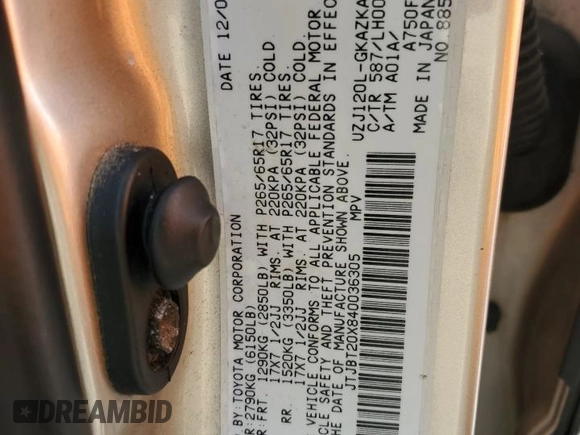 DATE 12/0
BY: TOYOTA MOTOR CORPORATION
R: 2790KG (6150LB)
R: FRT. 1290KG (2850LB) WITH P265/65R17 TIRES.
17X7 1/2JJ RIMS. AT 220KPA (32PSI) COLD
RR. 1520KG (3350LB) WITH P265/65R17 TIRES.
17X7 1/2JJ RIMS. AT 220KPA (32PSI) COLD
VEHICLE CONFORMS TO ALL APPLICABLE FEDERAL MOTOR
LE SAFETY AND THEFT PREVENTION STANDARDS IN EFFEC
HE DATE OF MANUFACTURE SHOWN ABOVE.
JTJBT20X840036305 MPV
UZJ120L-GKAZKA
C/TR 587/LH00
A/TM A01A/ A750F
MADE IN JAPAN
NO.885
DREAMBID